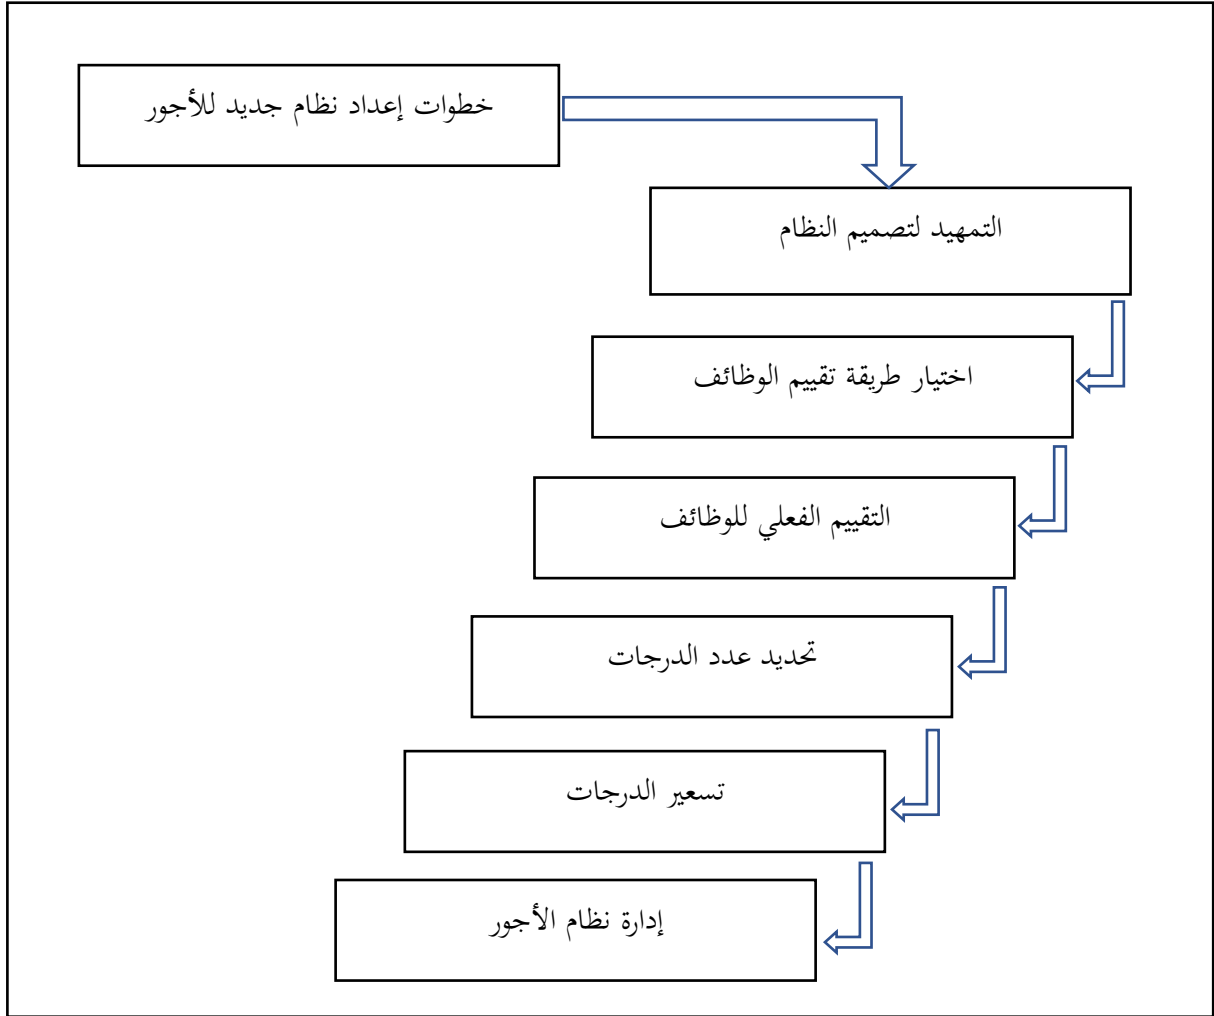 خطوات إعداد نظام جديد للأجور
التمهيد لتصميم النظام
اختيار طريقة تقييم الوظائف
التقييم الفعلي للوظائف
تحديد عدد الدرجات
تسعير الدرجات
إدارة نظام الأجور